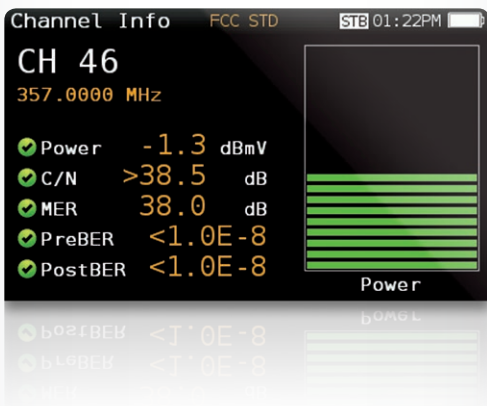 Channel Info FCC STD STB 01:22PM
CH 46
357.0000 MHz
Power -1.3 dBmV
C/N >38.5 dB
MER 38.0 dB
PreBER <1.0E-8
PostBER <1.0E-8
Power